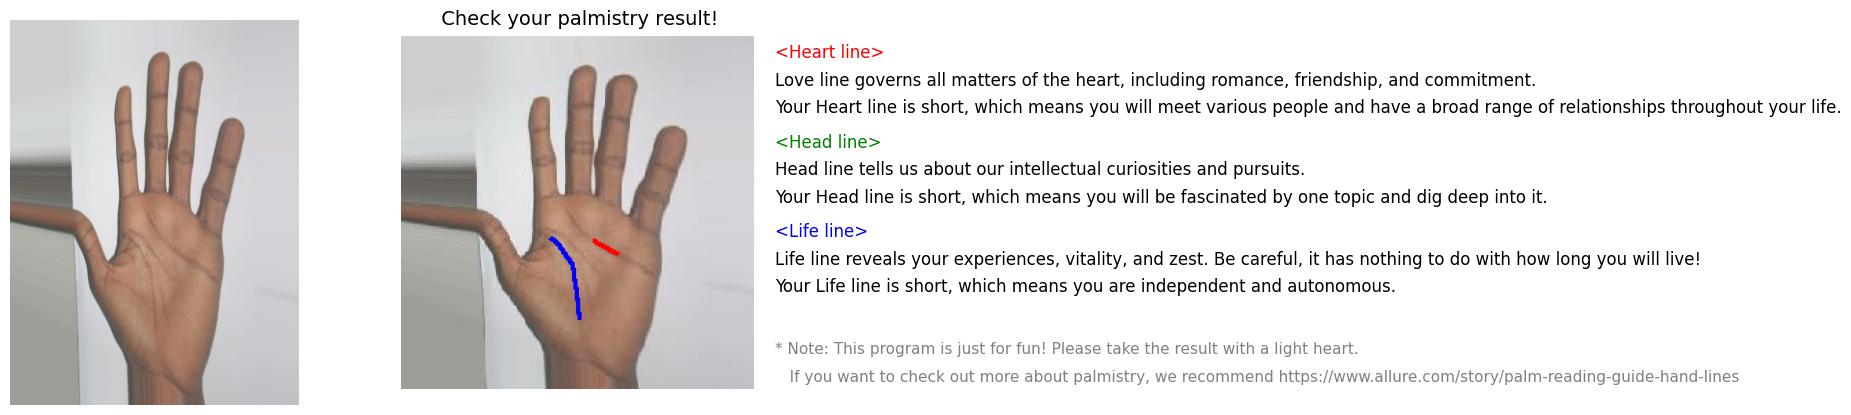 Check your palmistry result!
<Heart line>
Love line governs all matters of the heart, including romance, friendship, and commitment.
Your Heart line is short, which means you will meet various people and have a broad range of relationships throughout your life.
<Head line>
Head line tells us about our intellectual curiosities and pursuits.
Your Head line is short, which means you will be fascinated by one topic and dig deep into it.
<Life line>
Life line reveals your experiences, vitality, and zest. Be careful, it has nothing to do with how long you will live!
Your Life line is short, which means you are independent and autonomous.
* Note: This program is just for fun! Please take the result with a light heart.
If you want to check out more about palmistry, we recommend https://www.allure.com/story/palm-reading-guide-hand-lines